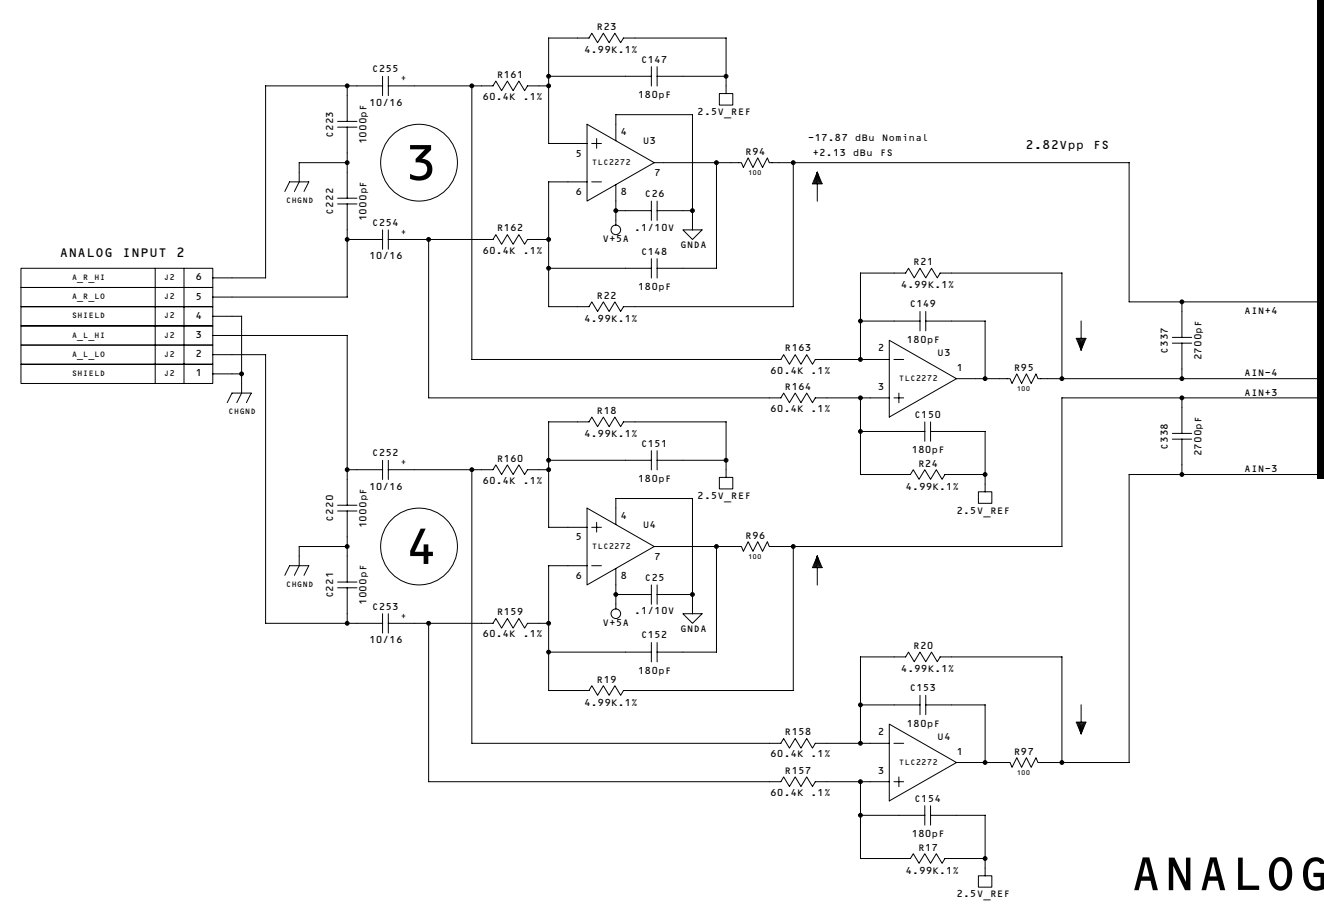 R23
4.99K.1%
C147
180pF
2.5V_REF
C255
+
10/16
R161
60.4K .1%
C223
1000pF
3
CHGND
C222
1000pF
4
U3
5
TLC2272
7
6
8
C26
.1/10V
V+5A
GNDA
R94
100
-17.87 dBu Nominal
+2.13 dBu FS
2.82Vpp FS
C254
+
10/16
R162
60.4K .1%
C148
180pF
R22
4.99K.1%
ANALOG INPUT 2
A_R_HI J2 6
A_R_LO J2 5
SHIELD J2 4
A_L_HI J2 3
A_L_LO J2 2
SHIELD J2 1
CHGND
R21
4.99K.1%
C149
180pF
R163
60.4K .1%
2
U3
1
TLC2272
3
R164
60.4K .1%
R95
100
C150
180pF
R24
4.99K.1%
2.5V_REF
AIN+4
C337
2700pF
AIN-4
AIN+3
C338
2700pF
AIN-3
R18
4.99K.1%
C151
180pF
2.5V_REF
C252
+
10/16
R160
60.4K .1%
C220
1000pF
4
CHGND
C221
1000pF
4
U4
5
TLC2272
7
6
8
C25
.1/10V
V+5A
GNDA
R96
100
C253
+
10/16
R159
60.4K .1%
C152
180pF
R19
4.99K.1%
R20
4.99K.1%
C153
180pF
R158
60.4K .1%
2
U4
1
TLC2272
3
R157
60.4K .1%
R97
100
C154
180pF
R17
4.99K.1%
2.5V_REF
ANALOG